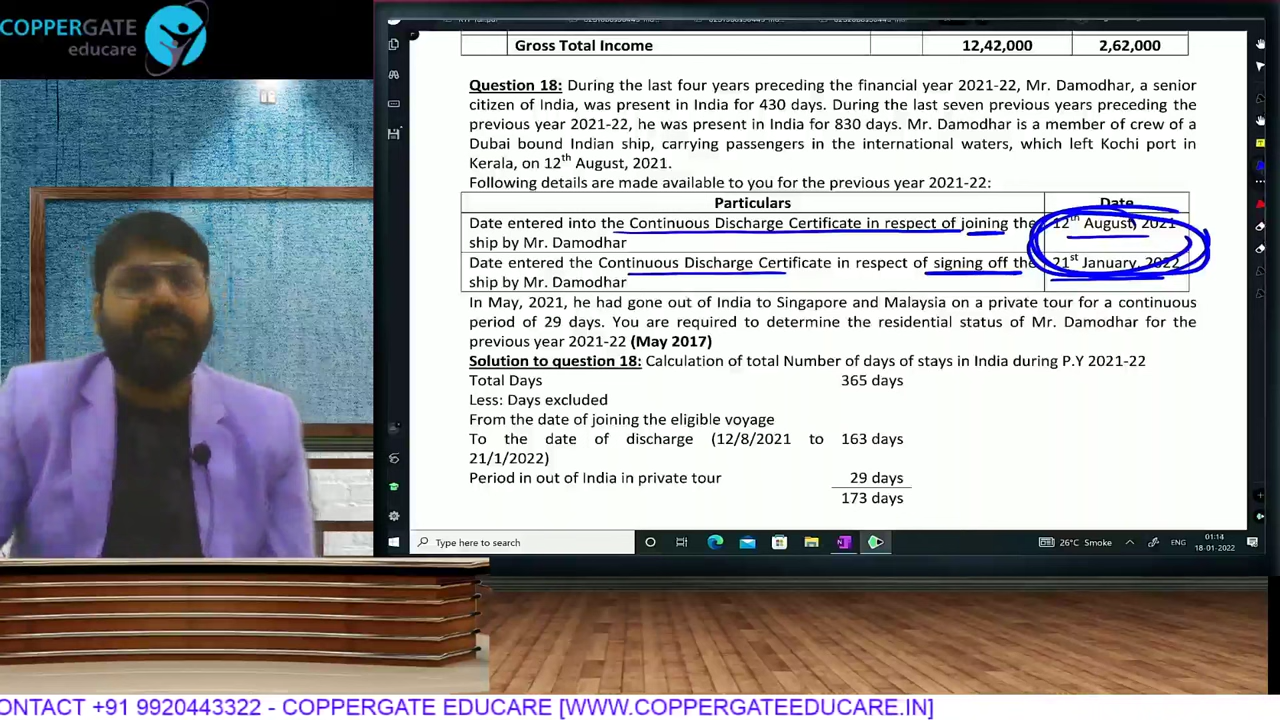 COPPERGATE
educare
Gross Total Income 12,42,000 2,62,000
Question 18: During the last four years preceding the financial year 2021-22, Mr. Damodhar, a senior
citizen of India, was present in India for 430 days. During the last seven previous years preceding the
previous year 2021-22, he was present in India for 830 days. Mr. Damodhar is a member of crew of a
Dubai bound Indian ship, carrying passengers in the international waters, which left Kochi port in
Kerala, on 12th August, 2021.
Following details are made available to you for the previous year 2021-22:
Particulars Date
Date entered into the Continuous Discharge Certificate in respect of joining the 12th August, 2021
ship by Mr. Damodhar
Date entered the Continuous Discharge Certificate in respect of signing off the 21st January, 2022
ship by Mr. Damodhar
In May, 2021, he had gone out of India to Singapore and Malaysia on a private tour for a continuous
period of 29 days. You are required to determine the residential status of Mr. Damodhar for the
previous year 2021-22 (May 2017)
Solution to question 18: Calculation of total Number of days of stays in India during P.Y 2021-22
Total Days 365 days
Less: Days excluded
From the date of joining the eligible voyage
To the date of discharge (12/8/2021 to 163 days
21/1/2022)
Period in out of India in private tour 29 days
173 days
Type here to search
26°C Smoke
ENG
01:14
18-01-2022
ONTACT +91 9920443322 - COPPERGATE EDUCARE [WWW.COPPERGATEEDUCARE.IN]